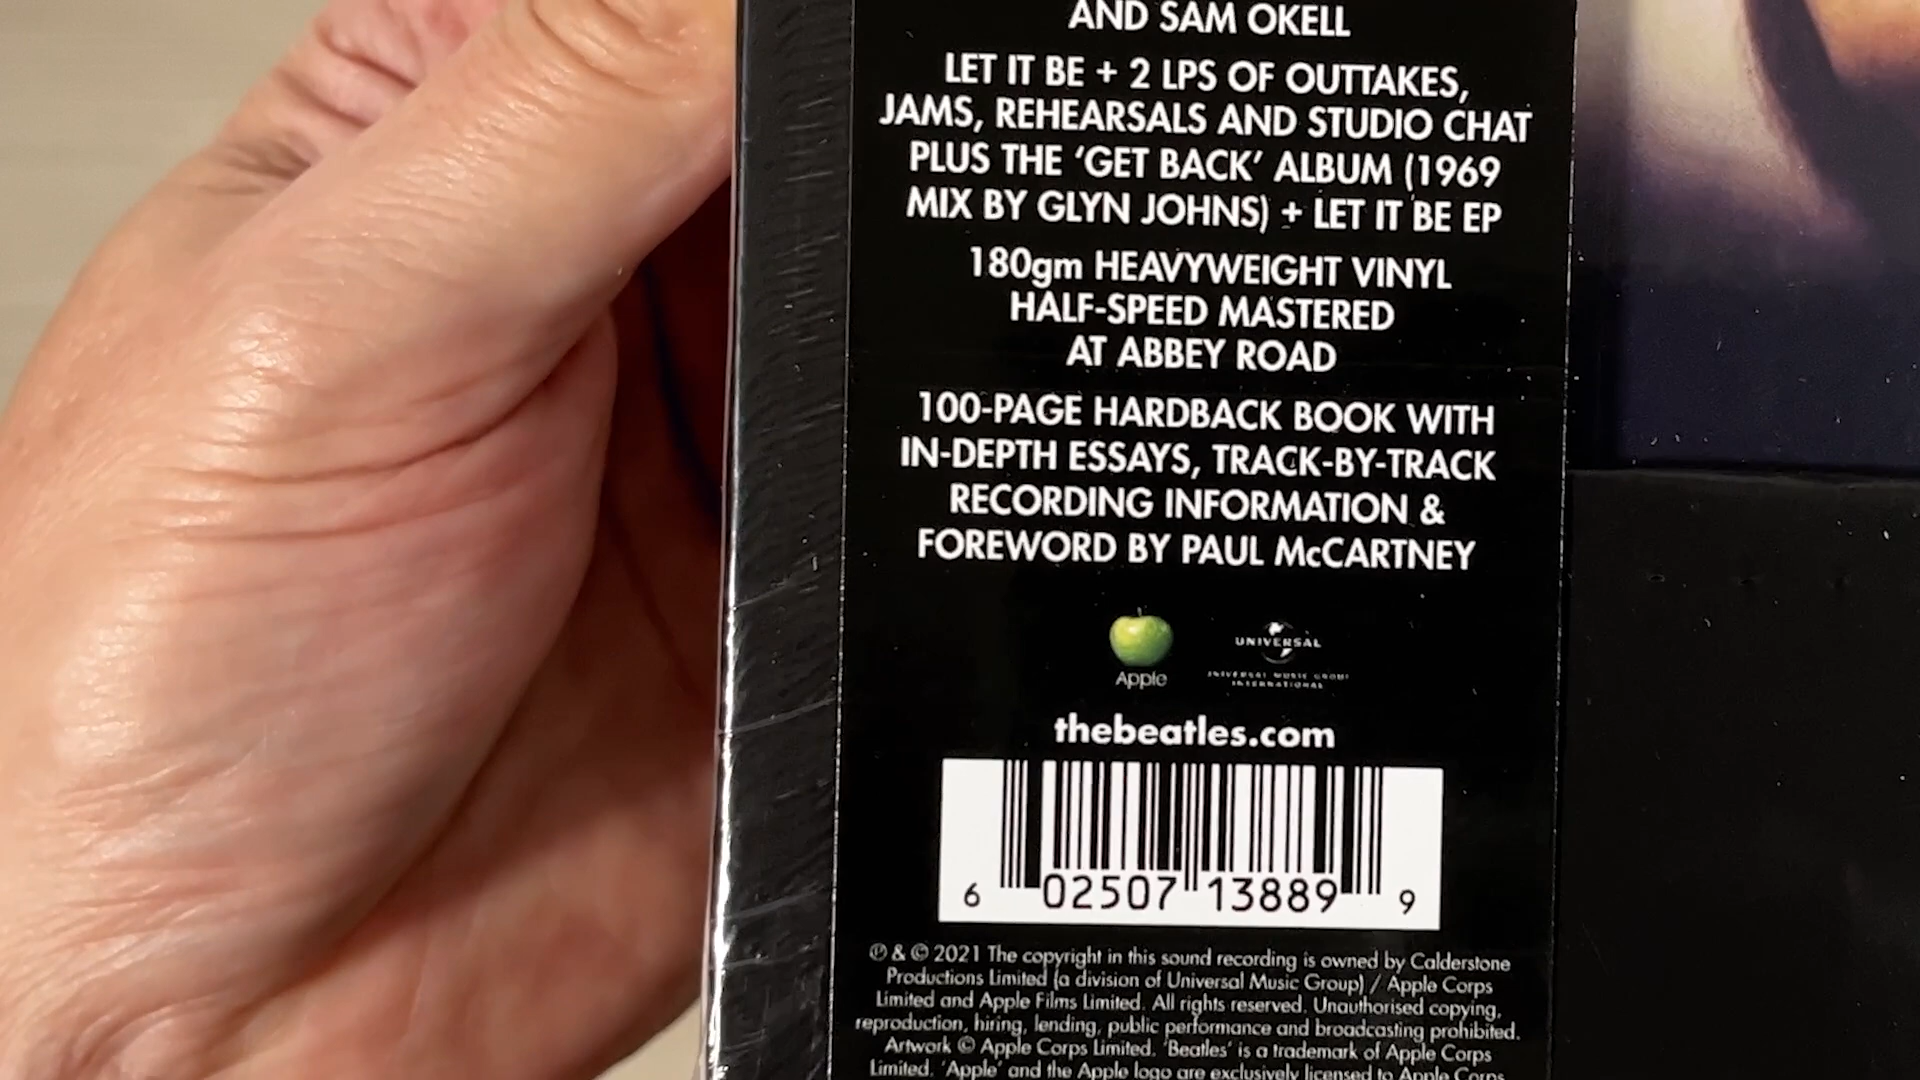 AND SAM OKELL
LET IT BE + 2 LPS OF OUTTAKES,
JAMS, REHEARSALS AND STUDIO CHAT
PLUS THE ‘GET BACK’ ALBUM (1969
MIX BY GLYN JOHNS) + LET IT BE EP
180gm HEAVYWEIGHT VINYL
HALF-SPEED MASTERED
AT ABBEY ROAD
100-PAGE HARDBACK BOOK WITH
IN-DEPTH ESSAYS, TRACK-BY-TRACK
RECORDING INFORMATION &
FOREWORD BY PAUL McCARTNEY
Apple
UNIVERSAL
UNIVERSAL MUSIC GROUP
INTERNATIONAL
thebeatles.com
6 02507 13889 9
℗ & © 2021 The copyright in this sound recording is owned by Calderstone
Productions Limited (a division of Universal Music Group) / Apple Corps
Limited and Apple Films Limited. All rights reserved. Unauthorised copying,
reproduction, hiring, lending, public performance and broadcasting prohibited.
Artwork © Apple Corps Limited. ‘Beatles’ is a trademark of Apple Corps
Limited. ‘Apple’ and the Apple logo are exclusively licensed to Apple Corps